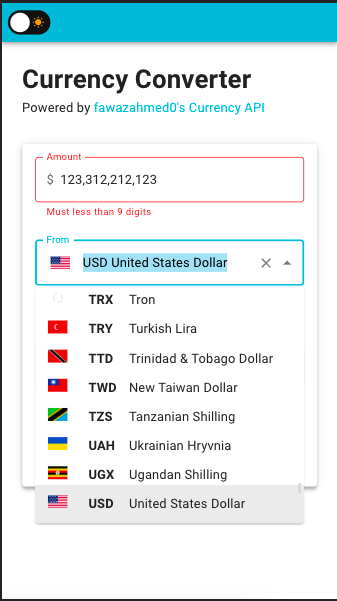 Currency Converter
Powered by fawazahmed0's Currency API
Amount
$ 123,312,212,123
Must less than 9 digits
From
USD United States Dollar
TRX Tron
TRY Turkish Lira
TTD Trinidad & Tobago Dollar
TWD New Taiwan Dollar
TZS Tanzanian Shilling
UAH Ukrainian Hryvnia
UGX Ugandan Shilling
USD United States Dollar